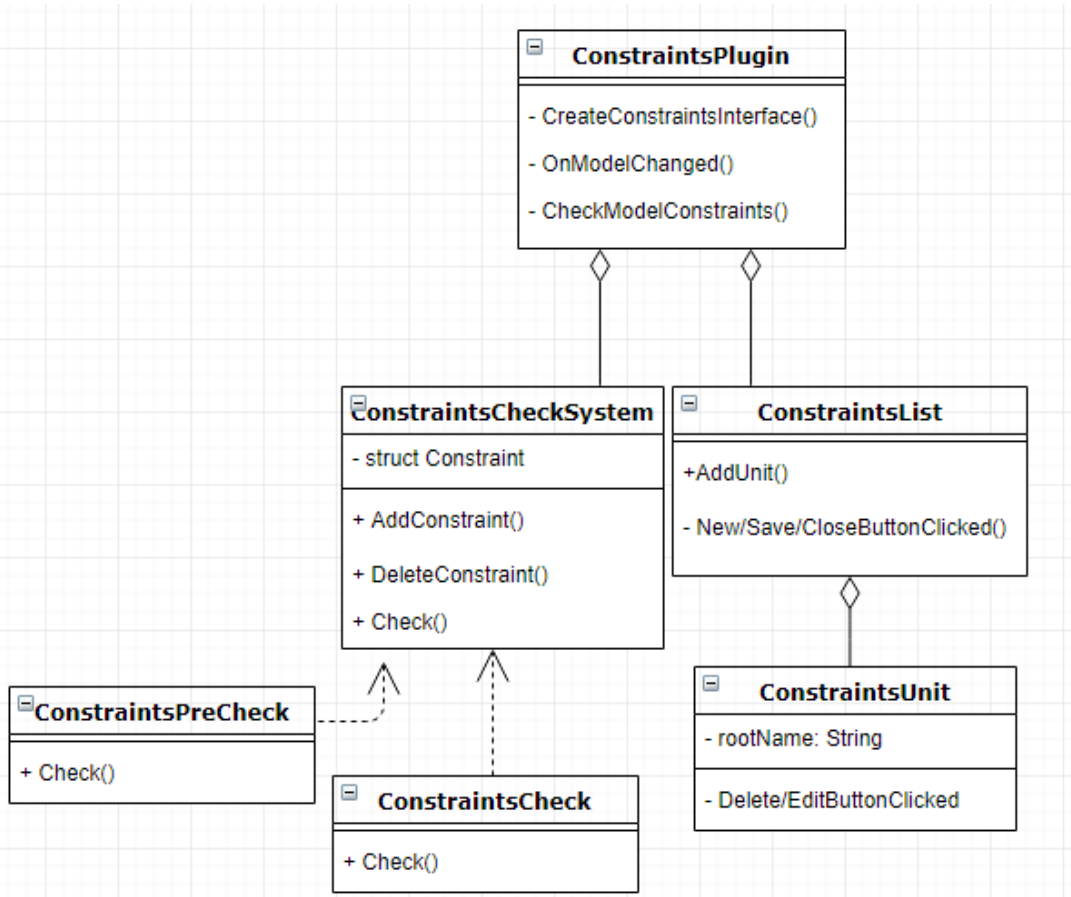 ConstraintsPlugin
- CreateConstraintsInterface()
- OnModelChanged()
- CheckModelConstraints()
ConstraintsCheckSystem
- struct Constraint
+ AddConstraint()
+ DeleteConstraint()
+ Check()
ConstraintsList
+AddUnit()
- New/Save/CloseButtonClicked()
ConstraintsPreCheck
+ Check()
ConstraintsCheck
+ Check()
ConstraintsUnit
- rootName: String
- Delete/EditButtonClicked